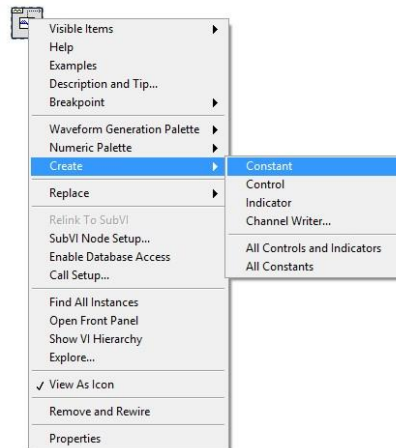 Visible Items
Help
Examples
Description and Tip...
Breakpoint
Waveform Generation Palette
Numeric Palette
Create
Replace
Relink To SubVI
SubVI Node Setup...
Enable Database Access
Call Setup...
Find All Instances
Open Front Panel
Show VI Hierarchy
Explore...
View As Icon
Remove and Rewire
Properties
Constant
Control
Indicator
Channel Writer...
All Controls and Indicators
All Constants